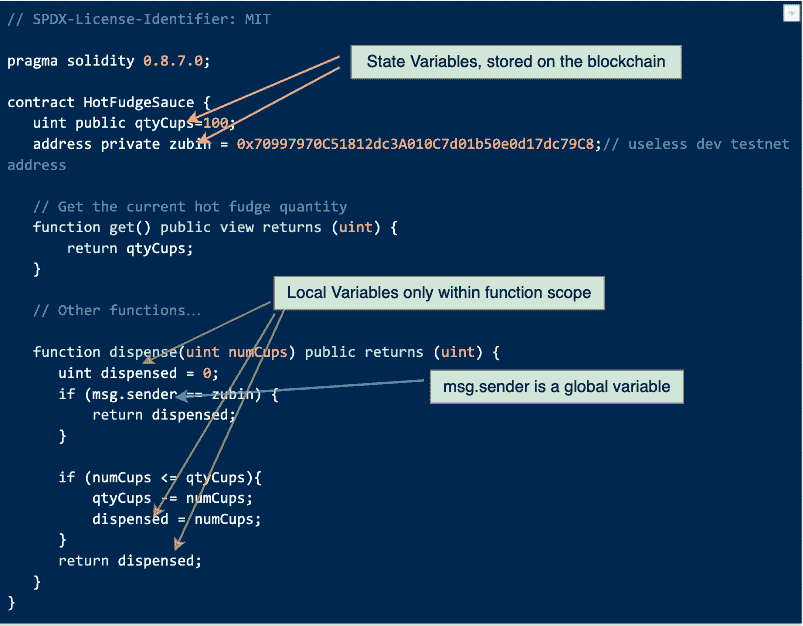 // SPDX-License-Identifier: MIT
pragma solidity 0.8.7.0;
State Variables, stored on the blockchain
contract HotFudgeSauce {
uint public qtyCups=100;
address private zubin = 0x70997970C51812dc3A010C7d01b50e0d17dc79C8;// useless dev testnet
address
// Get the current hot fudge quantity
function get() public view returns (uint) {
return qtyCups;
}
Local Variables only within function scope
// Other functions…
function dispense(uint numCups) public returns (uint) {
uint dispensed = 0;
msg.sender is a global variable
if (msg.sender == zubin) {
return dispensed;
}
if (numCups <= qtyCups){
qtyCups -= numCups;
dispensed = numCups;
}
return dispensed;
}
}